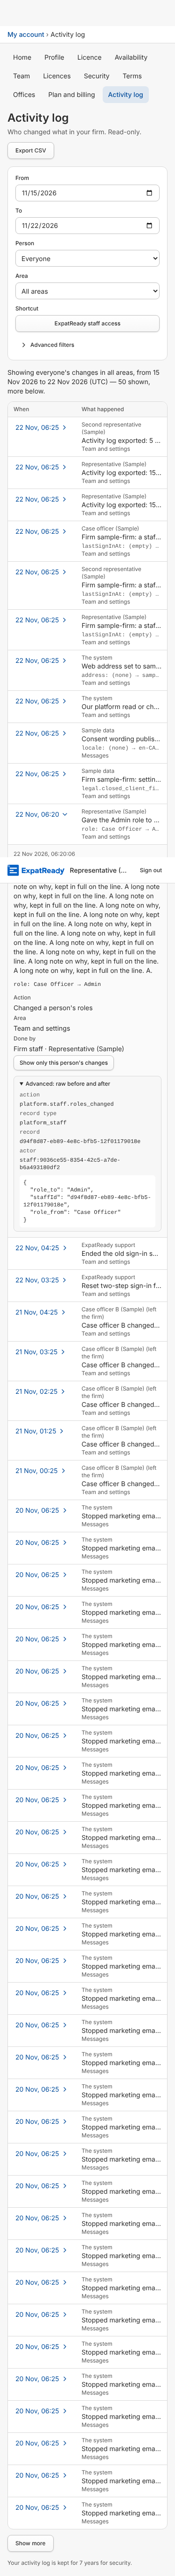 My account › Activity log
Home Profile Licence Availability
Team Licences Security Terms
Offices Plan and billing Activity log
Activity log
Who changed what in your firm. Read-only.
Export CSV
From
11/15/2026
To
11/22/2026
Person
Everyone
Area
All areas
Shortcut
ExpatReady staff access
Advanced filters
Showing everyone's changes in all areas, from 15
Nov 2026 to 22 Nov 2026 (UTC) — 50 shown,
more below.
When What happened
22 Nov, 06:25
Second representative
(Sample)
Activity log exported: 5 ...
Team and settings
22 Nov, 06:25
Representative (Sample)
Activity log exported: 15...
Team and settings
22 Nov, 06:25
Representative (Sample)
Activity log exported: 15...
Team and settings
22 Nov, 06:25
Case officer (Sample)
Firm sample-firm: a staf...
lastSignInAt: (empty) …
Team and settings
22 Nov, 06:25
Second representative
(Sample)
Firm sample-firm: a staf...
lastSignInAt: (empty) …
Team and settings
22 Nov, 06:25
Representative (Sample)
Firm sample-firm: a staf...
lastSignInAt: (empty) …
Team and settings
22 Nov, 06:25
The system
Web address set to sam...
address: (none) → samp…
Team and settings
22 Nov, 06:25
The system
Our platform read or ch...
Team and settings
22 Nov, 06:25
Sample data
Consent wording publis...
locale: (none) → en-CA…
Messages
22 Nov, 06:25
Sample data
Firm sample-firm: settin...
legal.closed_client_fi…
Team and settings
22 Nov, 06:20
Representative (Sample)
Gave the Admin role to ...
role: Case Officer → A…
Team and settings
22 Nov 2026, 06:20:06
ExpatReady Representative (... Sign out
note on why, kept in full on the line. A long note
on why, kept in full on the line. A long note on why,
kept in full on the line. A long note on why, kept in
full on the line. A long note on why, kept in full on
the line. A long note on why, kept in full on the
line. A long note on why, kept in full on the line. A
long note on why, kept in full on the line. A long
note on why, kept in full on the line. A long note on
why, kept in full on the line. A long note on why, A.
role: Case Officer → Admin
Action
Changed a person's roles
Area
Team and settings
Done by
Firm staff · Representative (Sample)
Show only this person's changes
Advanced: raw before and after
action
platform.staff.roles_changed
record type
platform_staff
record
d94f8d87-eb89-4e8c-bfb5-12f01179016e
actor
staff:9036ce55-8354-42c5-a7de-
b6a493180df2
{
"role_to": "Admin",
"staffId": "d94f8d87-eb89-4e8c-bfb5-
12f01179016e",
"role_from": "Case Officer"
}
22 Nov, 04:25
ExpatReady support
Ended the old sign-in s...
Team and settings
22 Nov, 03:25
ExpatReady support
Reset two-step sign-in f...
Team and settings
21 Nov, 04:25
Case officer B (Sample) (left
the firm)
Case officer B changed...
Team and settings
21 Nov, 03:25
Case officer B (Sample) (left
the firm)
Case officer B changed...
Team and settings
21 Nov, 02:25
Case officer B (Sample) (left
the firm)
Case officer B changed...
Team and settings
21 Nov, 01:25
Case officer B (Sample) (left
the firm)
Case officer B changed...
Team and settings
21 Nov, 00:25
Case officer B (Sample) (left
the firm)
Case officer B changed...
Team and settings
20 Nov, 06:25
The system
Stopped marketing ema...
Messages
20 Nov, 06:25
The system
Stopped marketing ema...
Messages
20 Nov, 06:25
The system
Stopped marketing ema...
Messages
20 Nov, 06:25
The system
Stopped marketing ema...
Messages
20 Nov, 06:25
The system
Stopped marketing ema...
Messages
20 Nov, 06:25
The system
Stopped marketing ema...
Messages
20 Nov, 06:25
The system
Stopped marketing ema...
Messages
20 Nov, 06:25
The system
Stopped marketing ema...
Messages
20 Nov, 06:25
The system
Stopped marketing ema...
Messages
20 Nov, 06:25
The system
Stopped marketing ema...
Messages
20 Nov, 06:25
The system
Stopped marketing ema...
Messages
20 Nov, 06:25
The system
Stopped marketing ema...
Messages
20 Nov, 06:25
The system
Stopped marketing ema...
Messages
20 Nov, 06:25
The system
Stopped marketing ema...
Messages
20 Nov, 06:25
The system
Stopped marketing ema...
Messages
20 Nov, 06:25
The system
Stopped marketing ema...
Messages
20 Nov, 06:25
The system
Stopped marketing ema...
Messages
20 Nov, 06:25
The system
Stopped marketing ema...
Messages
20 Nov, 06:25
The system
Stopped marketing ema...
Messages
20 Nov, 06:25
The system
Stopped marketing ema...
Messages
20 Nov, 06:25
The system
Stopped marketing ema...
Messages
20 Nov, 06:25
The system
Stopped marketing ema...
Messages
20 Nov, 06:25
The system
Stopped marketing ema...
Messages
20 Nov, 06:25
The system
Stopped marketing ema...
Messages
20 Nov, 06:25
The system
Stopped marketing ema...
Messages
20 Nov, 06:25
The system
Stopped marketing ema...
Messages
20 Nov, 06:25
The system
Stopped marketing ema...
Messages
20 Nov, 06:25
The system
Stopped marketing ema...
Messages
20 Nov, 06:25
The system
Stopped marketing ema...
Messages
20 Nov, 06:25
The system
Stopped marketing ema...
Messages
20 Nov, 06:25
The system
Stopped marketing ema...
Messages
20 Nov, 06:25
The system
Stopped marketing ema...
Messages
Show more
Your activity log is kept for 7 years for security.